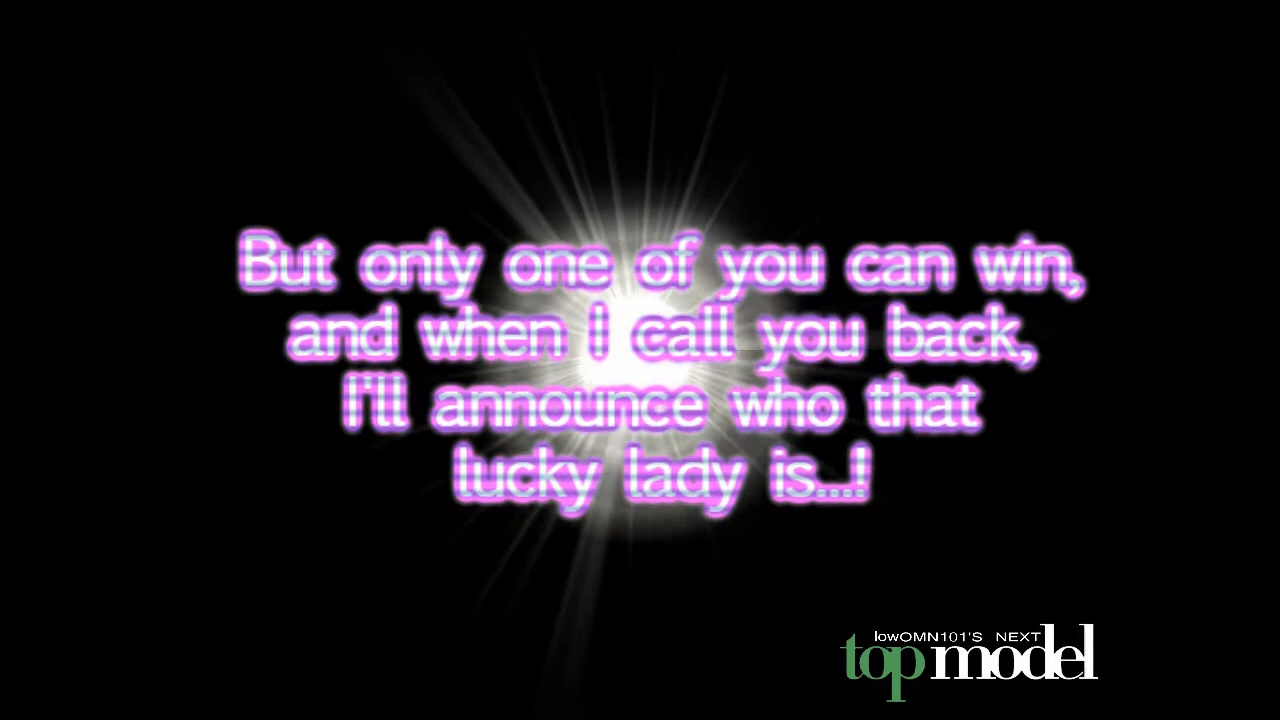 But only one of you can win,
and when I call you back,
I'll announce who that
lucky lady is...!
lowOMN101'S NEXT
top model